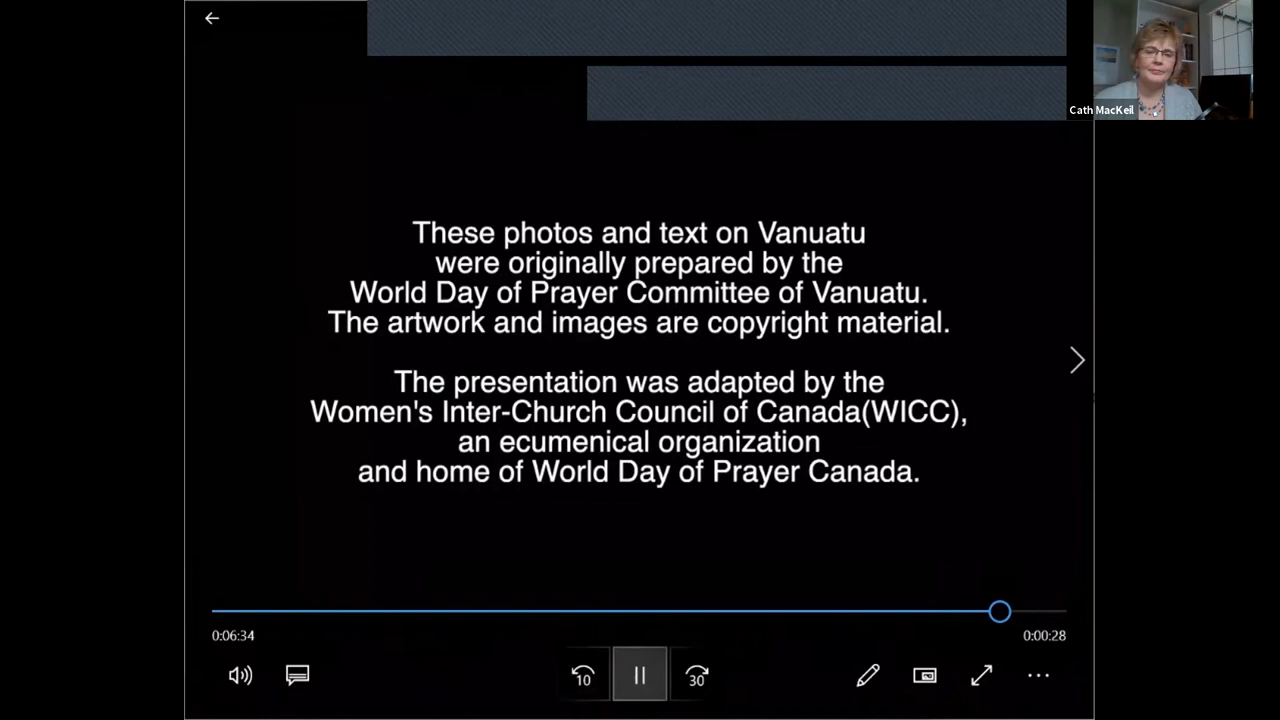 Cath MacKeil
These photos and text on Vanuatu
were originally prepared by the
World Day of Prayer Committee of Vanuatu.
The artwork and images are copyright material.
The presentation was adapted by the
Women's Inter-Church Council of Canada(WICC),
an ecumenical organization
and home of World Day of Prayer Canada.
0:06:34
0:00:28
10
30